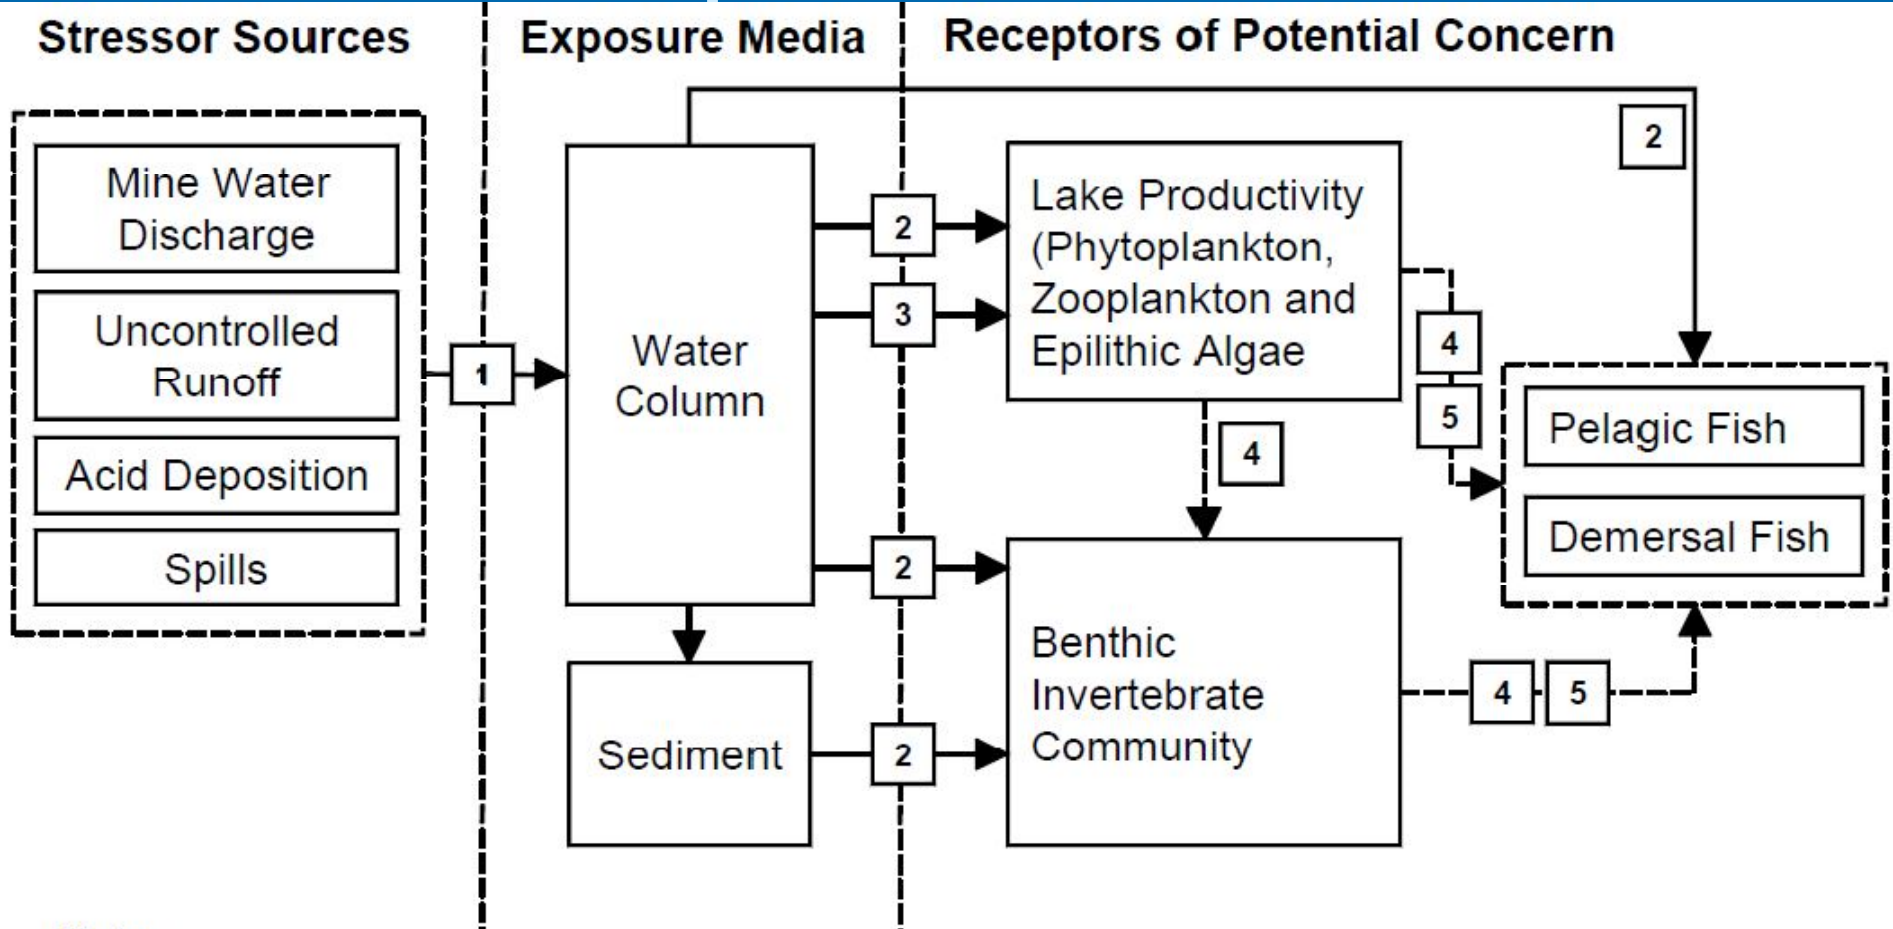 Stressor Sources
Exposure Media
Receptors of Potential Concern
Mine Water
Discharge
Uncontrolled
Runoff
Acid Deposition
Spills
1
Water
Column
Sediment
2
3
2
2
Lake Productivity
(Phytoplankton,
Zooplankton and
Epilithic Algae
4
Benthic
Invertebrate
Community
2
4
5
Pelagic Fish
Demersal Fish
4
5